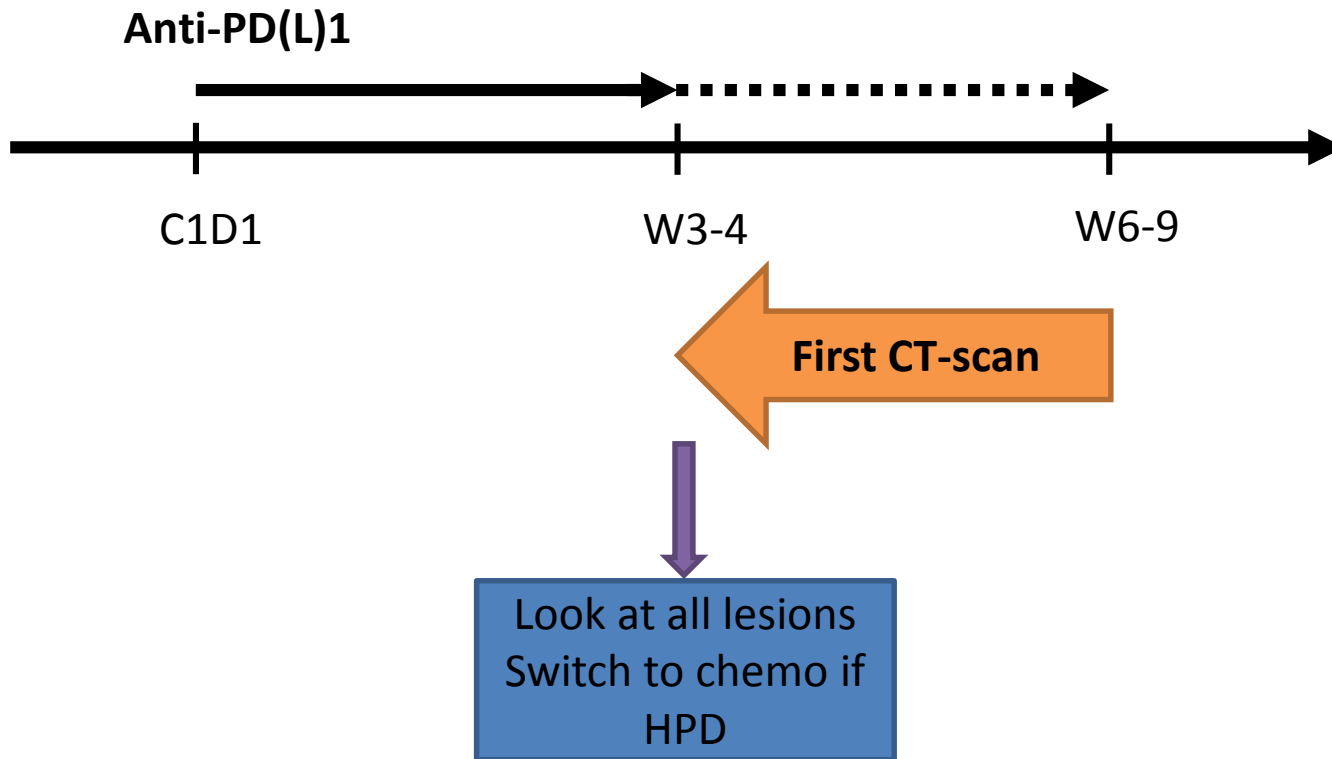 Anti-PD(L)1
C1D1
W3-4
W6-9
First CT-scan
Look at all lesions
Switch to chemo if
HPD